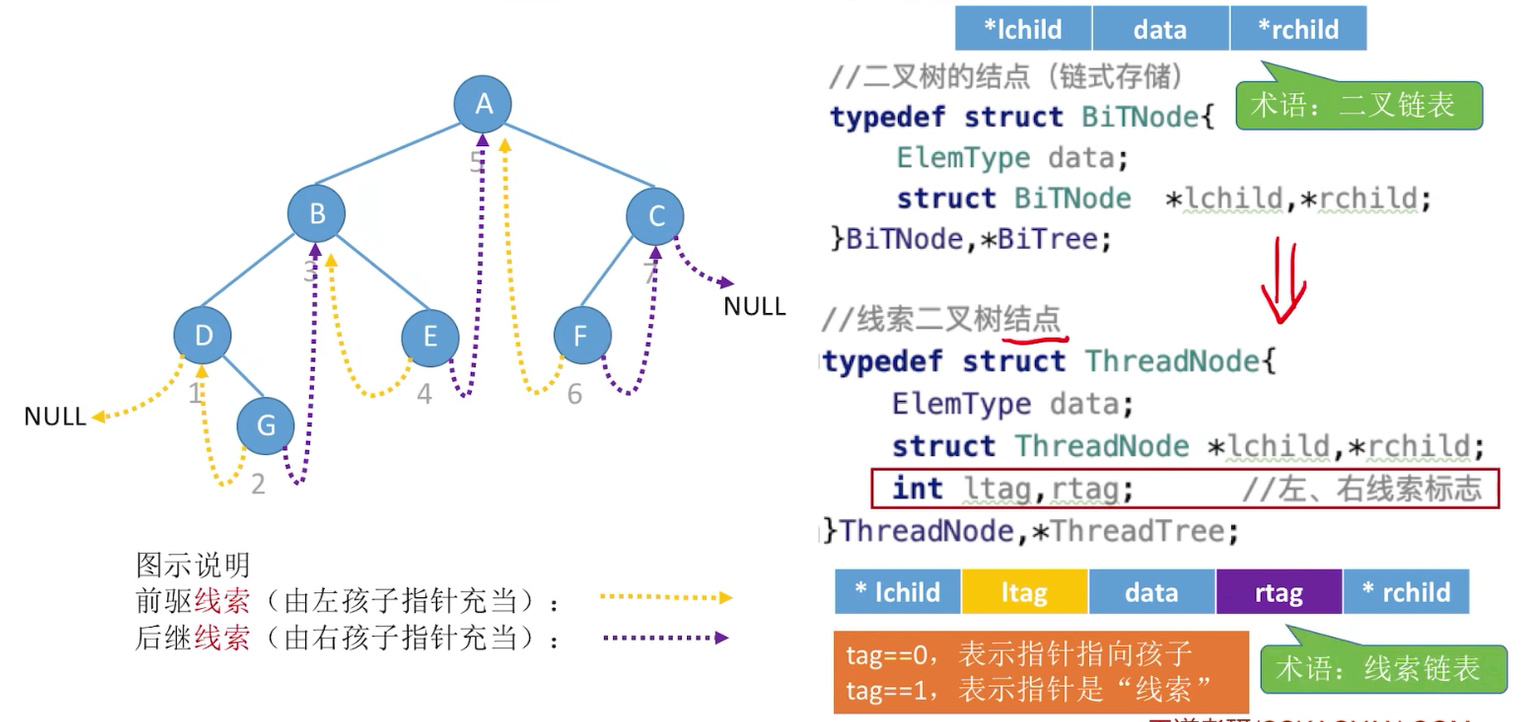 A
5
B
C
3
7
NULL
D
E
F
1
4
6
NULL
G
2
图示说明
前驱线索（由左孩子指针充当）：
后继线索（由右孩子指针充当）：
*lchild data *rchild
//二叉树的结点（链式存储）
术语：二叉链表
typedef struct BiTNode{
ElemType data;
struct BiTNode *lchild,*rchild;
}BiTNode,*BiTree;
//线索二叉树结点
typedef struct ThreadNode{
ElemType data;
struct ThreadNode *lchild,*rchild;
int ltag,rtag; //左、右线索标志
}ThreadNode,*ThreadTree;
* lchild ltag data rtag * rchild
tag==0，表示指针指向孩子
tag==1，表示指针是“线索”
术语：线索链表